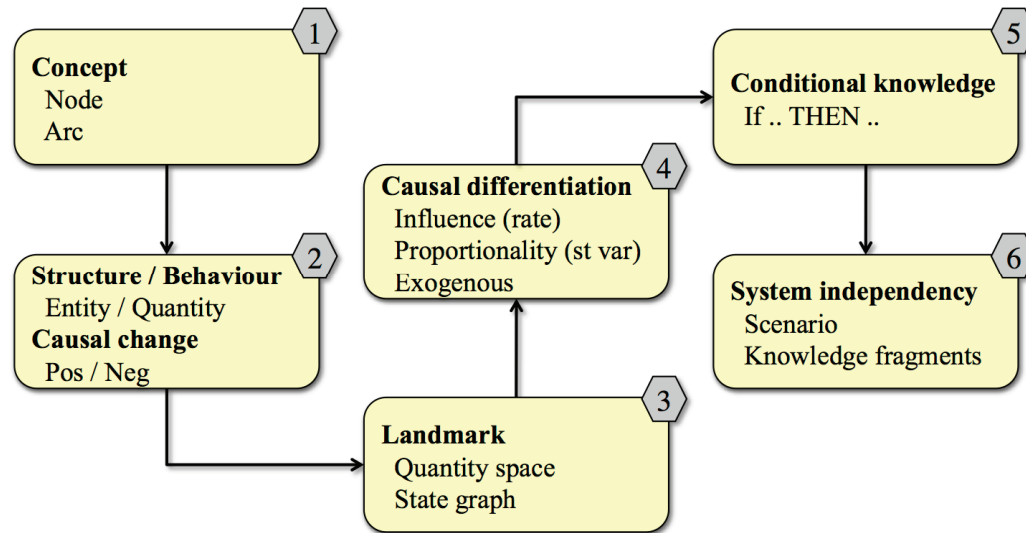 1
Concept
Node
Arc
2
Structure / Behaviour
Entity / Quantity
Causal change
Pos / Neg
3
Landmark
Quantity space
State graph
4
Causal differentiation
Influence (rate)
Proportionality (st var)
Exogenous
5
Conditional knowledge
If .. THEN ..
6
System independency
Scenario
Knowledge fragments